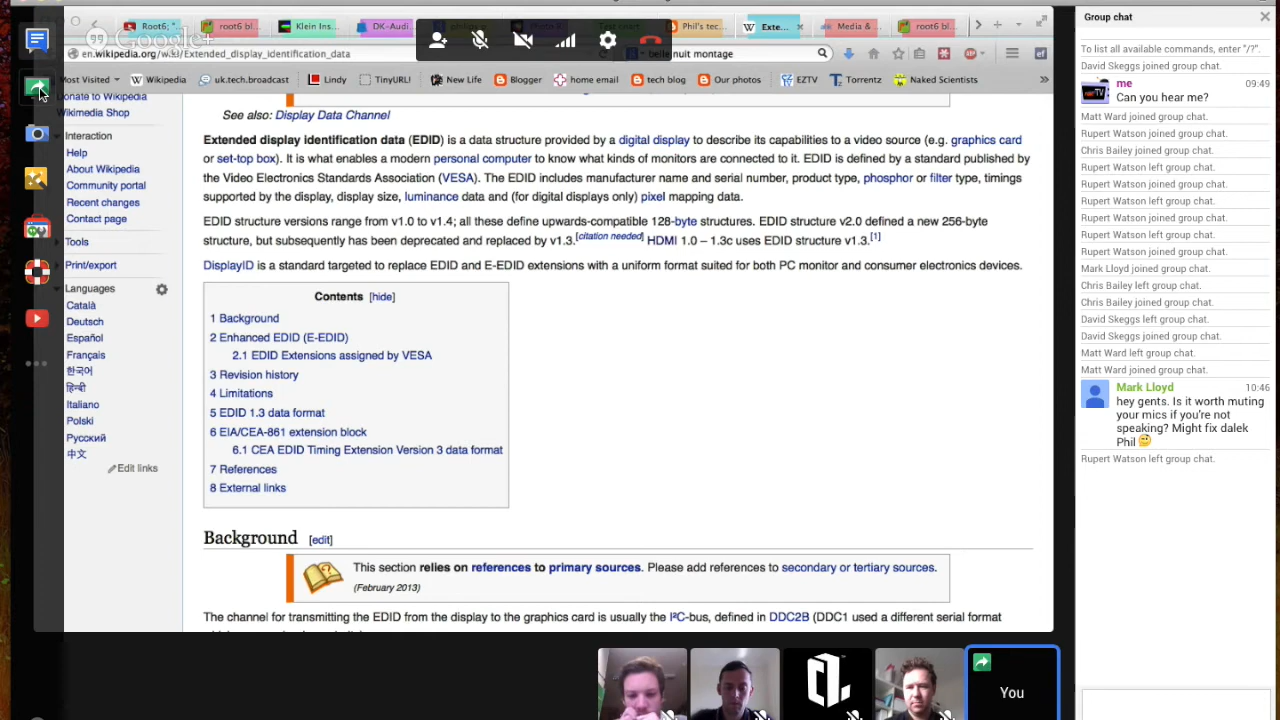 Root6; "
root6 bl
Klein Ins
DK-Audi
Phil's tec
Exte...
Media &
root6 bl
Google+
en.wikipedia.org/wiki/Extended_display_identification_data
belle nuit montage
Most Visited
Wikipedia
uk.tech.broadcast
Lindy
TinyURL!
New Life
Blogger
home email
tech blog
Our photos
EZTV
Torrentz
Naked Scientists
Donate to Wikipedia
Wikimedia Shop
Interaction
Help
About Wikipedia
Community portal
Recent changes
Contact page
Tools
Print/export
Languages
Català
Deutsch
Español
Français
한국어
हिन्दी
Italiano
Polski
Русский
中文
Edit links
See also: Display Data Channel
Extended display identification data (EDID) is a data structure provided by a digital display to describe its capabilities to a video source (e.g. graphics card
or set-top box). It is what enables a modern personal computer to know what kinds of monitors are connected to it. EDID is defined by a standard published by
the Video Electronics Standards Association (VESA). The EDID includes manufacturer name and serial number, product type, phosphor or filter type, timings
supported by the display, display size, luminance data and (for digital displays only) pixel mapping data.
EDID structure versions range from v1.0 to v1.4; all these define upwards-compatible 128-byte structures. EDID structure v2.0 defined a new 256-byte
structure, but subsequently has been deprecated and replaced by v1.3.[citation needed] HDMI 1.0 – 1.3c uses EDID structure v1.3.[1]
DisplayID is a standard targeted to replace EDID and E-EDID extensions with a uniform format suited for both PC monitor and consumer electronics devices.
Contents [hide]
1 Background
2 Enhanced EDID (E-EDID)
2.1 EDID Extensions assigned by VESA
3 Revision history
4 Limitations
5 EDID 1.3 data format
6 EIA/CEA-861 extension block
6.1 CEA EDID Timing Extension Version 3 data format
7 References
8 External links
Background [edit]
This section relies on references to primary sources. Please add references to secondary or tertiary sources.
(February 2013)
The channel for transmitting the EDID from the display to the graphics card is usually the I²C-bus, defined in DDC2B (DDC1 used a different serial format
CL
You
Group chat
To list all available commands, enter "/?".
David Skeggs joined group chat.
me 09:49
Can you hear me?
Matt Ward joined group chat.
Rupert Watson joined group chat.
Chris Bailey joined group chat.
Rupert Watson left group chat.
Rupert Watson joined group chat.
Rupert Watson left group chat.
Rupert Watson joined group chat.
Rupert Watson left group chat.
Rupert Watson joined group chat.
Mark Lloyd joined group chat.
Chris Bailey left group chat.
Chris Bailey joined group chat.
David Skeggs left group chat.
David Skeggs joined group chat.
Matt Ward left group chat.
Matt Ward joined group chat.
Mark Lloyd 10:46
hey gents. Is it worth muting
your mics if you're not
speaking? Might fix dalek
Phil
Rupert Watson left group chat.